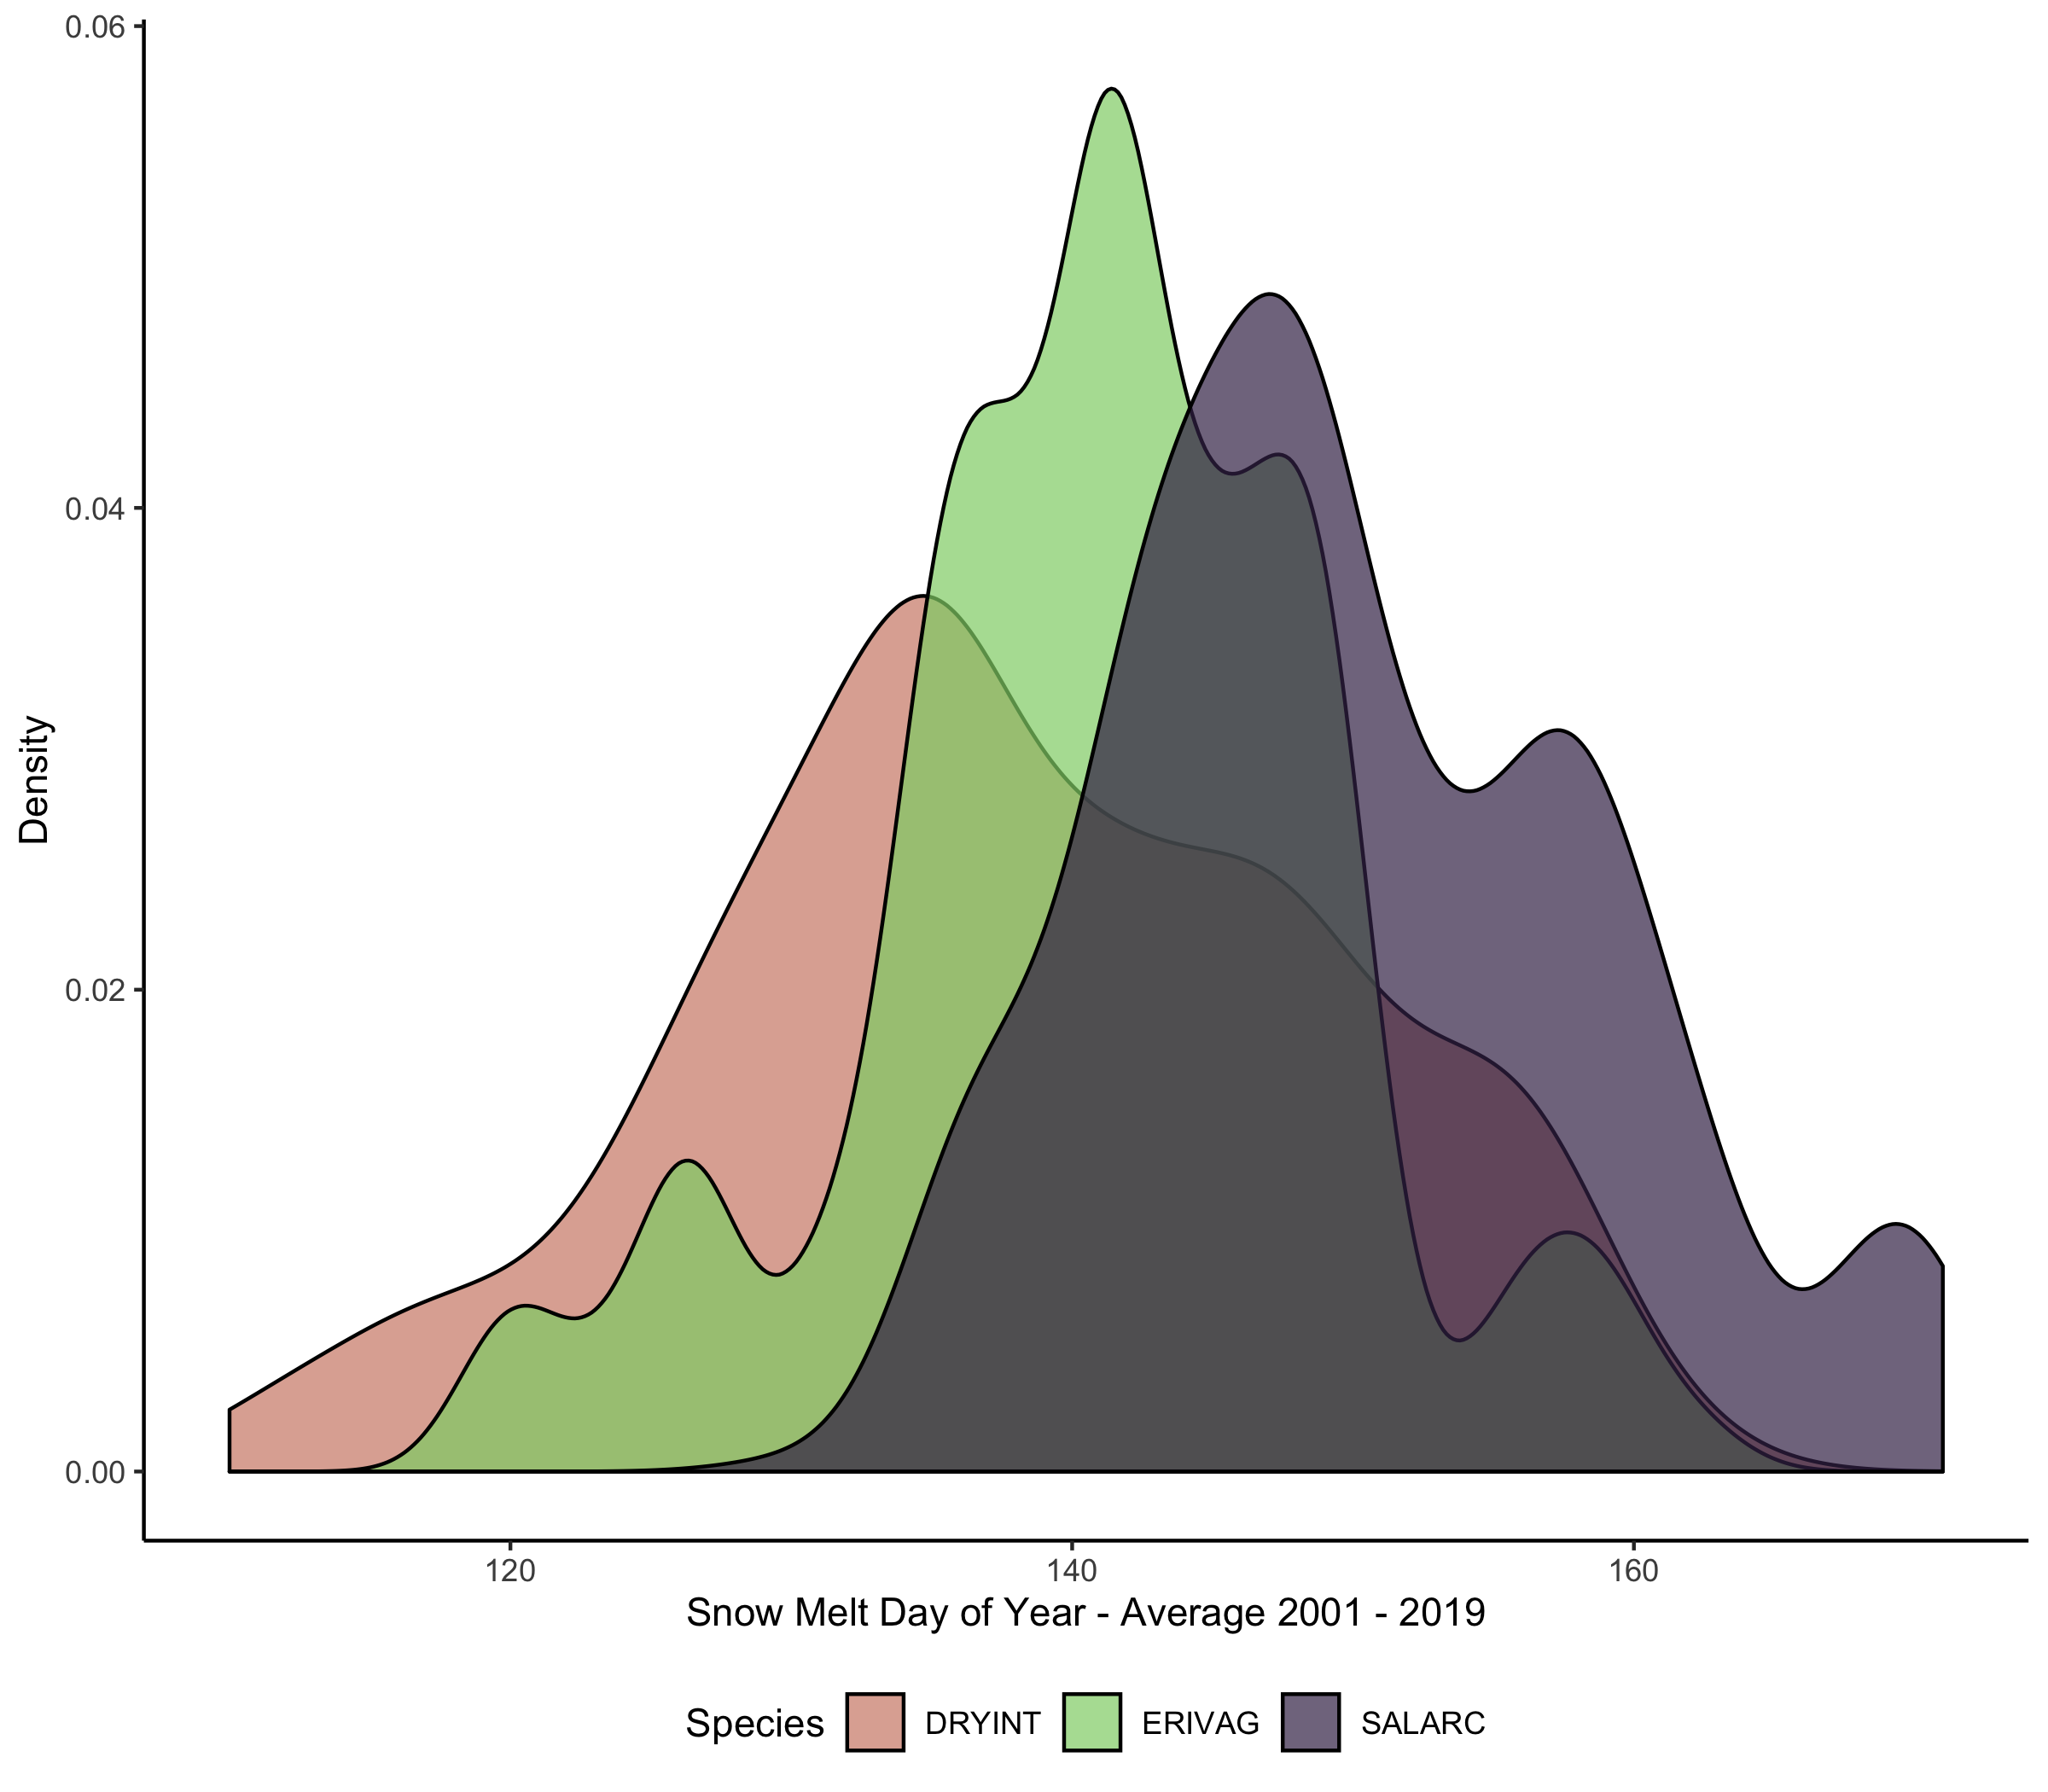 0.06
0.04
0.02
0.00
Density
120 140 160
Snow Melt Day of Year - Average 2001 - 2019
Species DRYINT ERIVAG SALARC